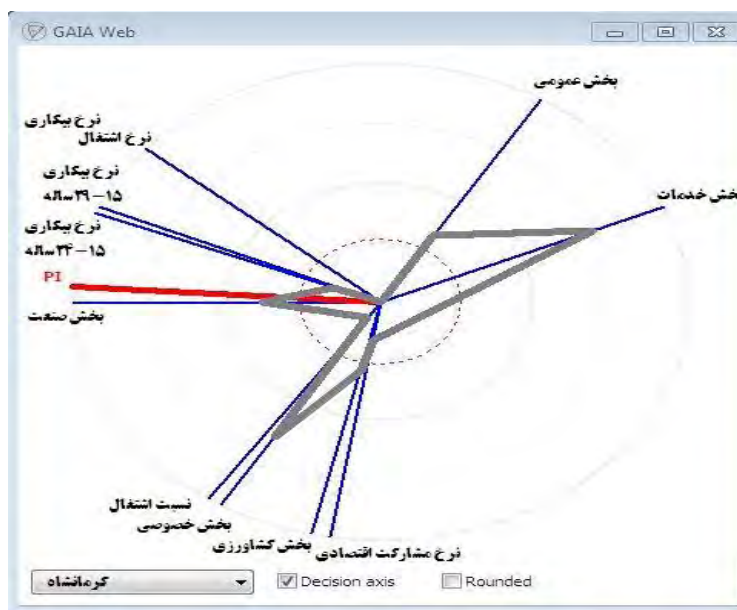 GAIA Web
بخش عمومی
نرخ بیکاری
نرخ اشتغال
نرخ بیکاری
۱۵-۲۹ ساله
بخش خدمات
نرخ بیکاری
۱۵-۲۴ ساله
PI
بخش صنعت
نسبت اشتغال
بخش خصوصی
بخش کشاورزی
نرخ مشارکت اقتصادی
کرمانشاه
Decision axis
Rounded